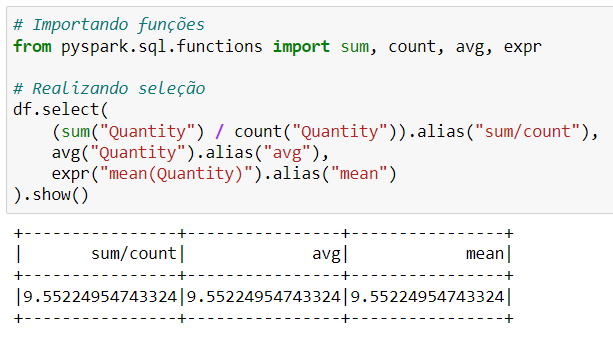 # Importando funções
from pyspark.sql.functions import sum, count, avg, expr
# Realizando seleção
df.select(
    (sum("Quantity") / count("Quantity")).alias("sum/count"),
    avg("Quantity").alias("avg"),
    expr("mean(Quantity)").alias("mean")
).show()
+----------------+----------------+----------------+
|       sum/count|             avg|            mean|
+----------------+----------------+----------------+
|9.55224954743324|9.55224954743324|9.55224954743324|
+----------------+----------------+----------------+